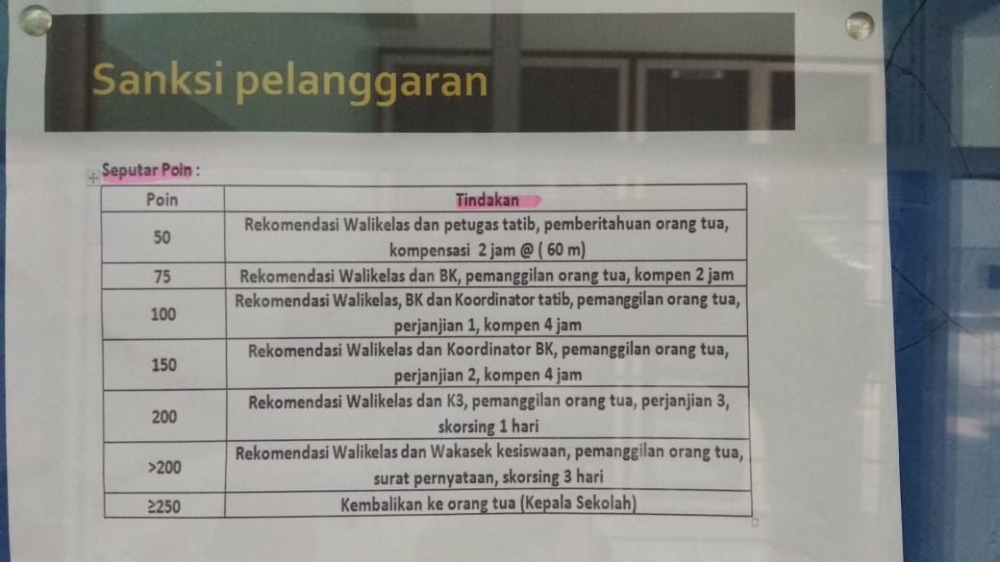 Sanksi pelanggaran
Seputar Poin :
Poin
Tindakan
50
Rekomendasi Walikelas dan petugas tatib, pemberitahuan orang tua,
kompensasi 2 jam @ ( 60 m)
75
Rekomendasi Walikelas dan BK, pemanggilan orang tua, kompen 2 jam
100
Rekomendasi Walikelas, BK dan Koordinator tatib, pemanggilan orang tua,
perjanjian 1, kompen 4 jam
150
Rekomendasi Walikelas dan Koordinator BK, pemanggilan orang tua,
perjanjian 2, kompen 4 jam
200
Rekomendasi Walikelas dan K3, pemanggilan orang tua, perjanjian 3,
skorsing 1 hari
>200
Rekomendasi Walikelas dan Wakasek kesiswaan, pemanggilan orang tua,
surat pernyataan, skorsing 3 hari
≥250
Kembalikan ke orang tua (Kepala Sekolah)